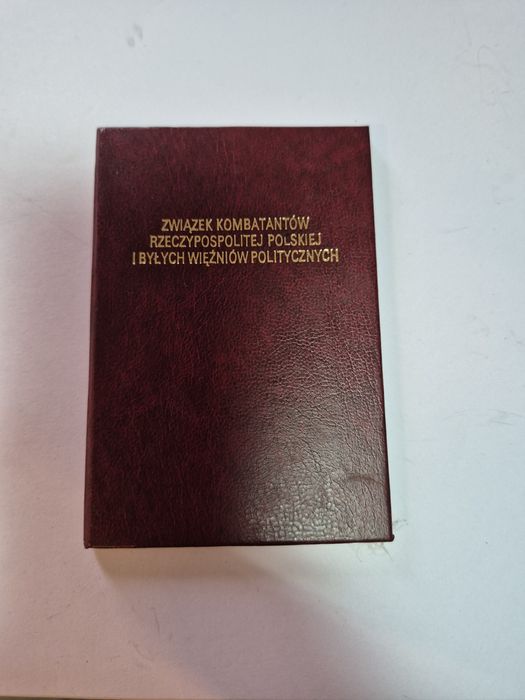 ZWIĄZEK KOMBATANTÓW
RZECZYPOSPOLITEJ POLSKIEJ
I BYŁYCH WIĘŹNIÓW POLITYCZNYCH